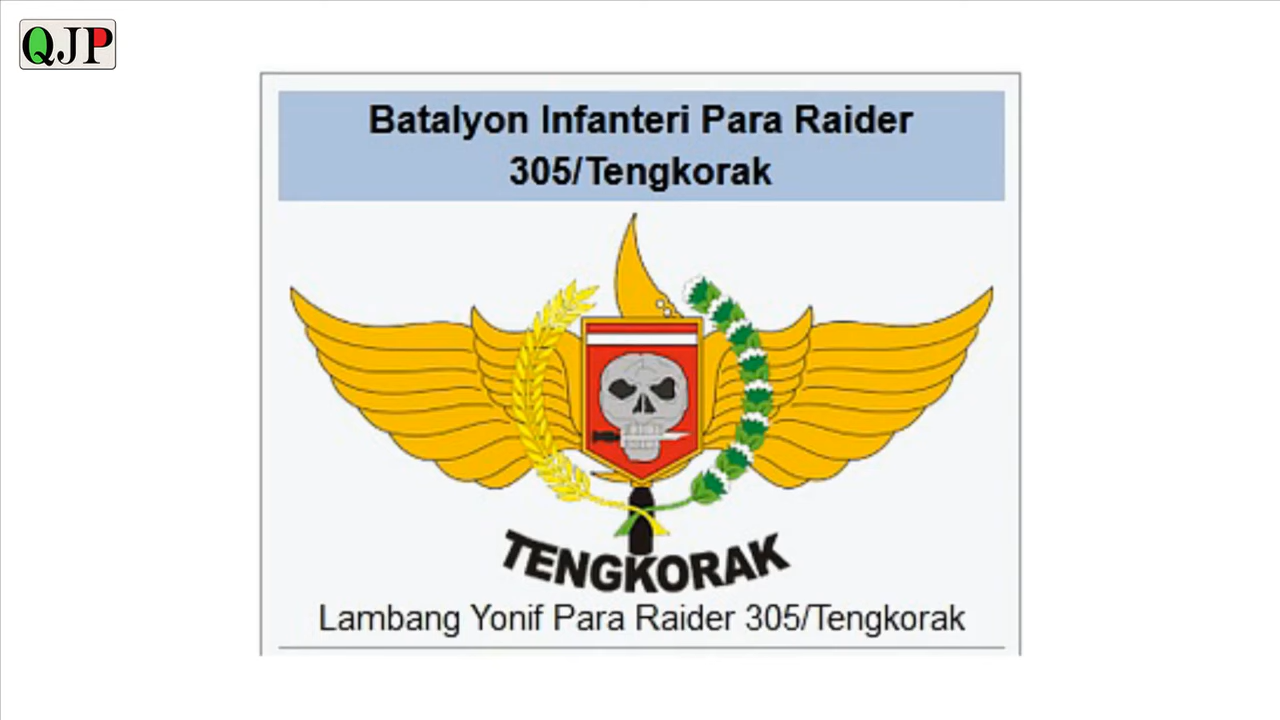 QJP
Batalyon Infanteri Para Raider
305/Tengkorak
TENGKORAK
Lambang Yonif Para Raider 305/Tengkorak